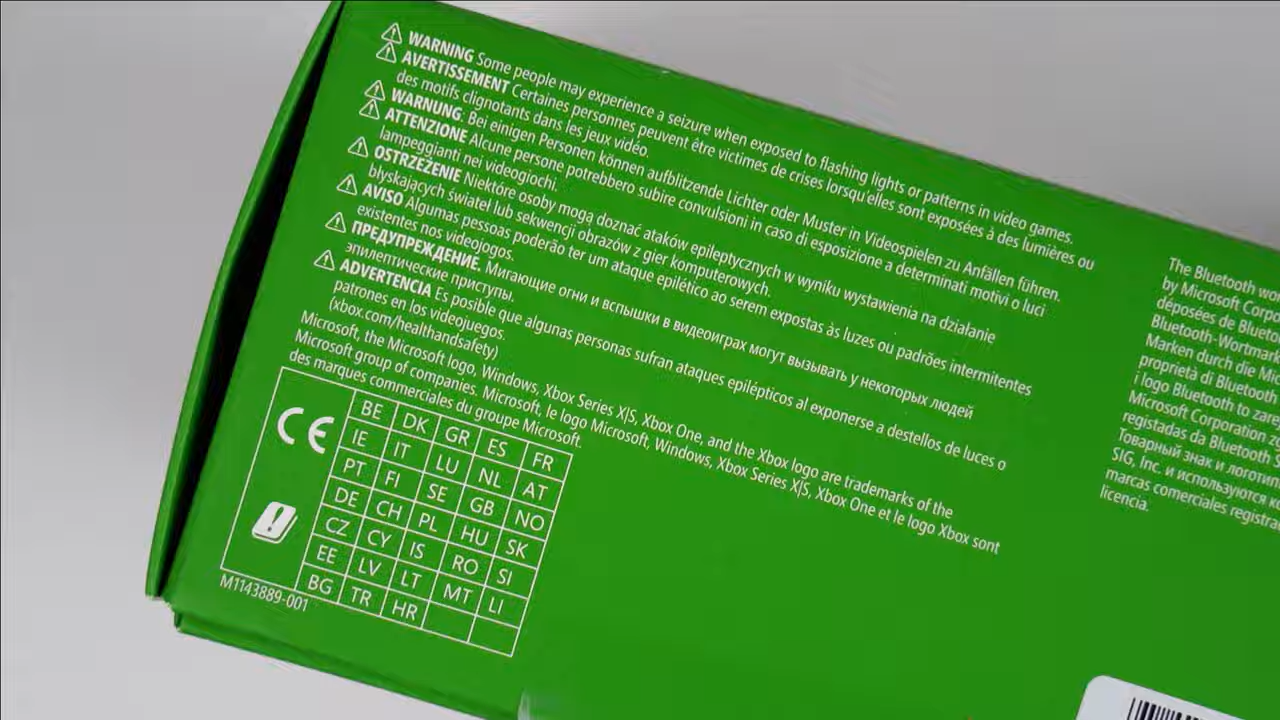 WARNING Some people may experience a seizure when exposed to flashing lights or patterns in video games.
AVERTISSEMENT Certaines personnes peuvent être victimes de crises lorsqu'elles sont exposées à des lumières ou
des motifs clignotants dans les jeux vidéo.
WARNUNG: Bei einigen Personen können aufblitzende Lichter oder Muster in Videospielen zu Anfällen führen.
ATTENZIONE Alcune persone potrebbero subire convulsioni in caso di esposizione a determinati motivi o luci
lampeggianti nei videogiochi.
OSTRZEŻENIE Niektóre osoby mogą doznać ataków epileptycznych w wyniku wystawienia na działanie
błyskających świateł lub sekwencji obrazów z gier komputerowych.
AVISO Algumas pessoas poderão ter um ataque epilético ao serem expostas às luzes ou padrões intermitentes
existentes nos videojogos.
ПРЕДУПРЕЖДЕНИЕ. Мигающие огни и вспышки в видеоиграх могут вызывать у некоторых людей
эпилептические приступы.
ADVERTENCIA Es posible que algunas personas sufran ataques epilépticos al exponerse a destellos de luces o
patrones en los videojuegos.
(xbox.com/healthandsafety)
Microsoft, the Microsoft logo, Windows, Xbox Series X|S, Xbox One, and the Xbox logo are trademarks of the
Microsoft group of companies. Microsoft, le logo Microsoft, Windows, Xbox Series X|S, Xbox One et le logo Xbox sont
des marques commerciales du groupe Microsoft.
CE
BE DK GR ES FR
IE IT LU NL AT
PT FI SE GB NO
DE CH PL HU SK
CZ CY IS RO SI
EE LV LT MT LI
BG TR HR
M1143889-001
The Bluetooth
by Microsoft
déposées de
Bluetooth-Wortmarke
Marken durch die
proprietà di Bluetooth
i logo Bluetooth to
Microsoft Corporation
registadas da Bluetooth
Товарный знак и
SIG, Inc. и используются
marcas comerciales
licencia.